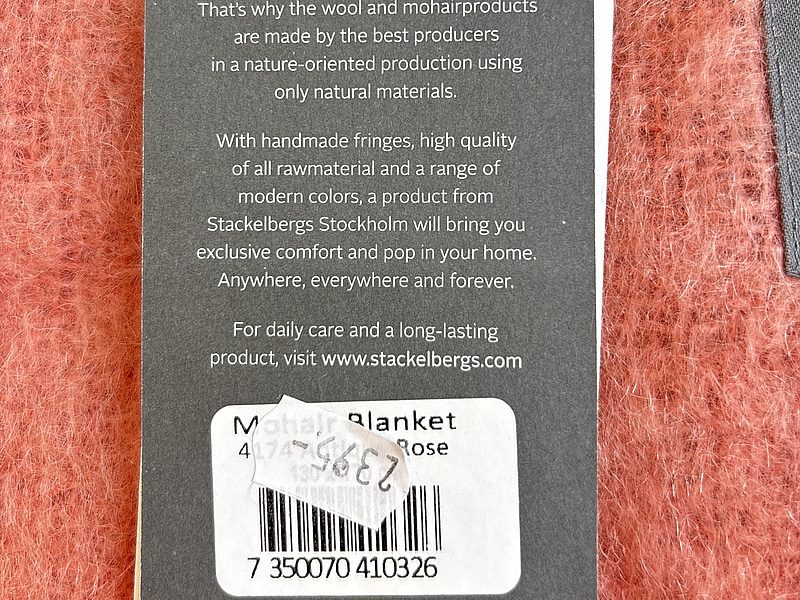 That's why the wool and mohairproducts
are made by the best producers
in a nature-oriented production using
only natural materials.
With handmade fringes, high quality
of all rawmaterial and a range of
modern colors, a product from
Stackelbergs Stockholm will bring you
exclusive comfort and pop in your home.
Anywhere, everywhere and forever.
For daily care and a long-lasting
product, visit www.stackelbergs.com
Mohair Blanket
4174 Rose
2395,-
7 350070 410326